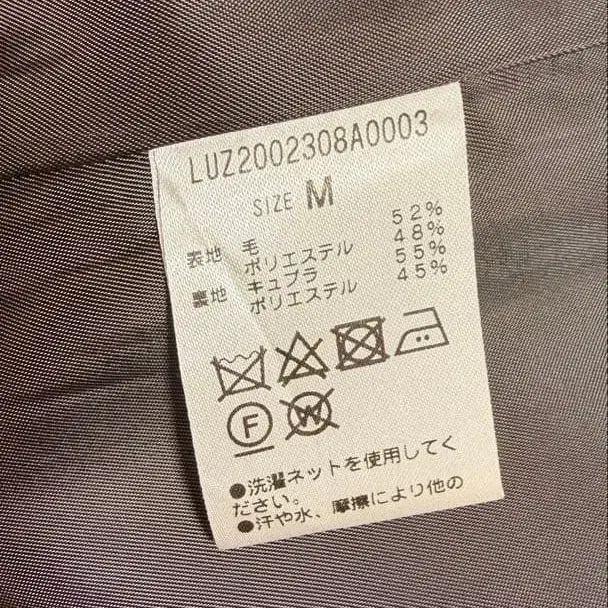 LUZ2002308A0003
SIZE M
表地 毛 52%
ポリエステル 48%
裏地 キュプラ 55%
ポリエステル 45%
F W
●洗濯ネットを使用してく
ださい。
●汗や水、摩擦により他の